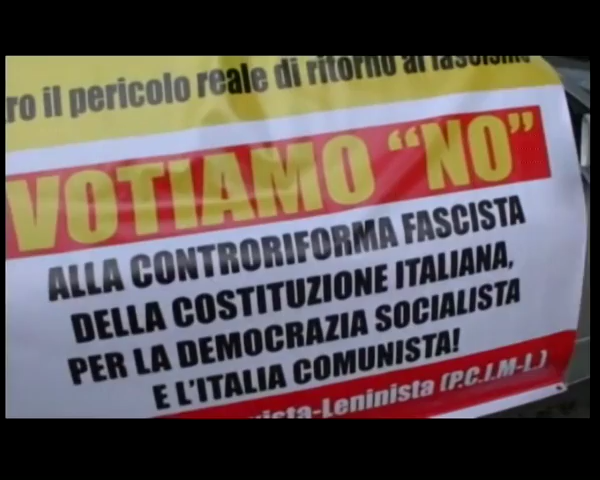 ro il pericolo reale di ritorno al fascismo
VOTIAMO “NO”
ALLA CONTRORIFORMA FASCISTA
DELLA COSTITUZIONE ITALIANA,
PER LA DEMOCRAZIA SOCIALISTA
E L'ITALIA COMUNISTA!
ista-Leninista (P.C.I.M-L.)